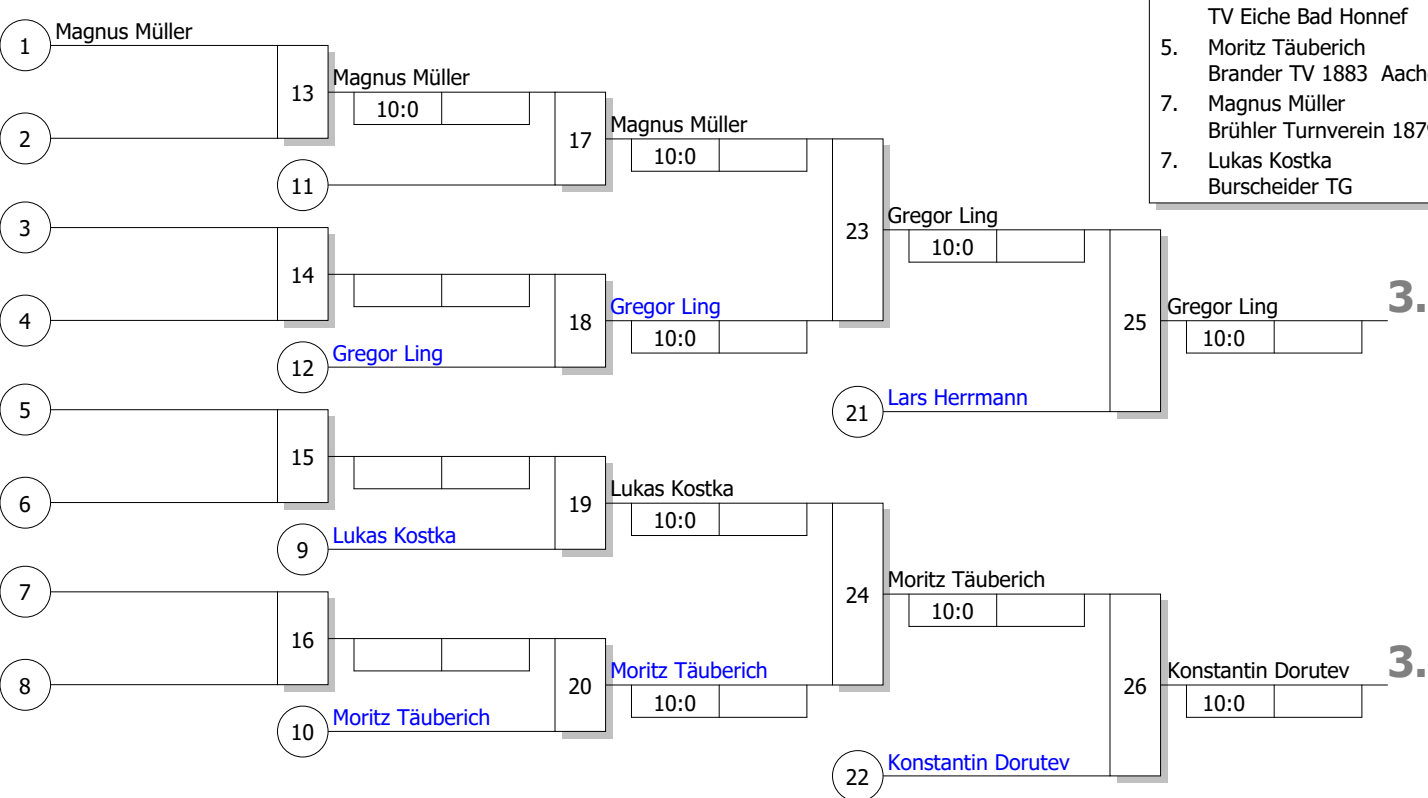 TV Eiche Bad Honnef
5. Moritz Täuberich
Brander TV 1883 Aach
7. Magnus Müller
Brühler Turnverein 187
7. Lukas Kostka
Burscheider TG
1 Magnus Müller
13 Magnus Müller
10:0
2
17 Magnus Müller
10:0
11
3
23 Gregor Ling
10:0
14
4
18 Gregor Ling
10:0
12 Gregor Ling
25 Gregor Ling
10:0
3.
21 Lars Herrmann
5
15
6
19 Lukas Kostka
10:0
9 Lukas Kostka
7
24 Moritz Täuberich
10:0
16
8
20 Moritz Täuberich
10:0
10 Moritz Täuberich
26 Konstantin Dorutev
10:0
3.
22 Konstantin Dorutev